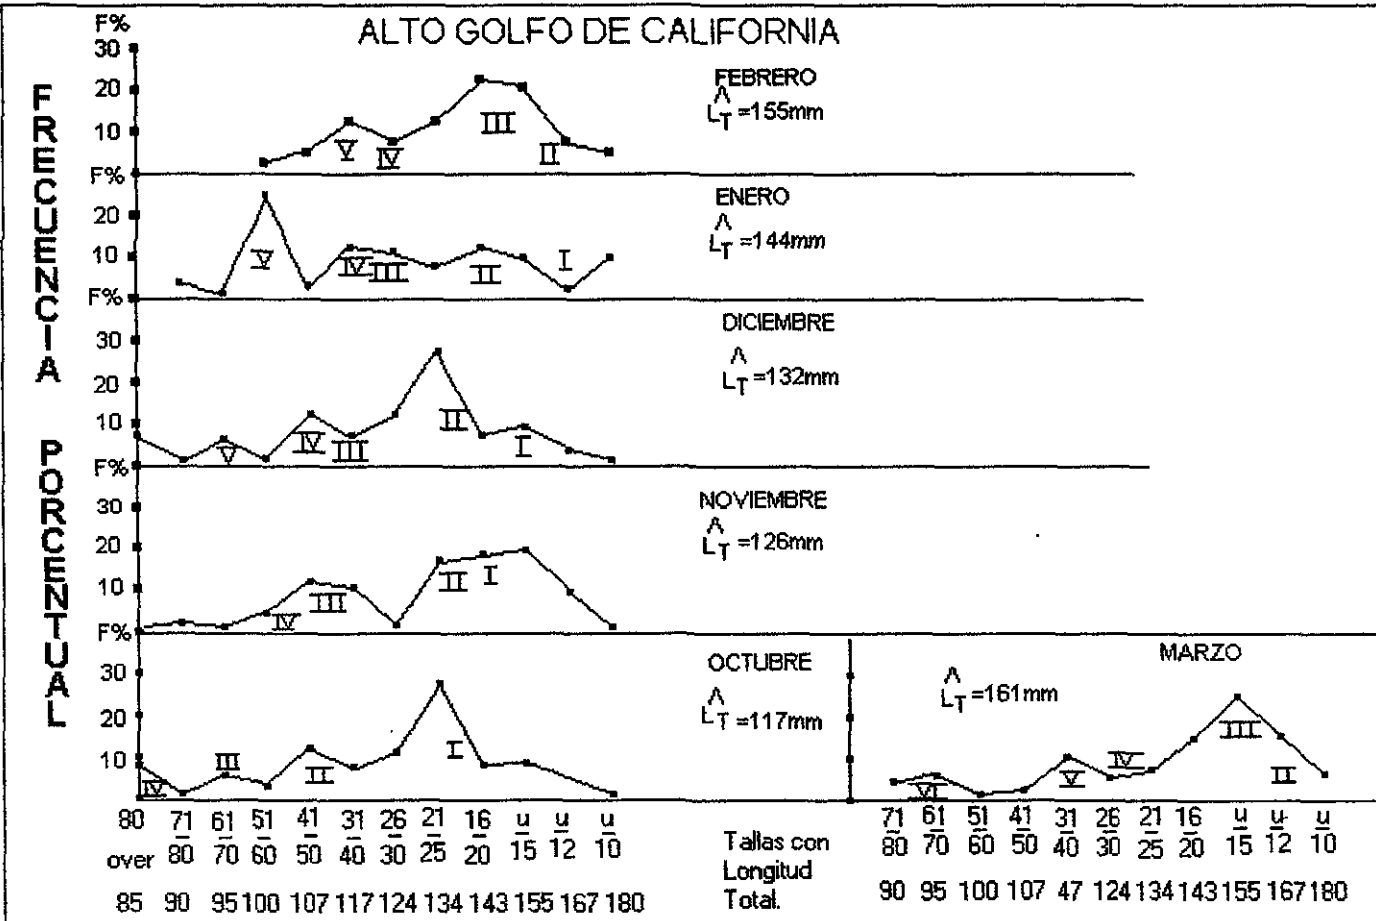 ALTO GOLFO DE CALIFORNIA
FRECUENCIA PORCENTUAL
F%
30
20
10
FEBRERO
^
LT =155mm
V IV III II
F%
20
10
ENERO
^
LT =144mm
V IV III II I
F%
30
20
10
DICIEMBRE
^
LT =132mm
V IV III II I
F%
30
20
10
NOVIEMBRE
^
LT =126mm
IV III II I
F%
30
20
10
OCTUBRE
^
LT =117mm
IV III II I
MARZO
^
LT =161mm
VI V IV III II
80 71 61 51 41 31 26 21 16 u u u
over 80 70 60 50 40 30 25 20 15 12 10
85 90 95 100 107 117 124 134 143 155 167 180
Tallas con
Longitud
Total.
71 61 51 41 31 26 21 16 u u u
80 70 60 50 40 30 25 20 15 12 10
90 95 100 107 47 124 134 143 155 167 180